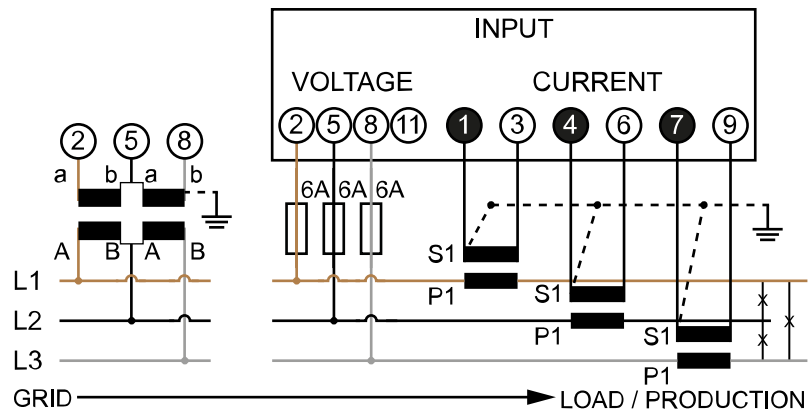 INPUT
VOLTAGE CURRENT
2 5 8 2 5 8 11 1 3 4 6 7 9
a b a b
6A 6A 6A
A B A B
S1
L1
P1 S1
L2
P1 S1
L3
P1
GRID LOAD / PRODUCTION